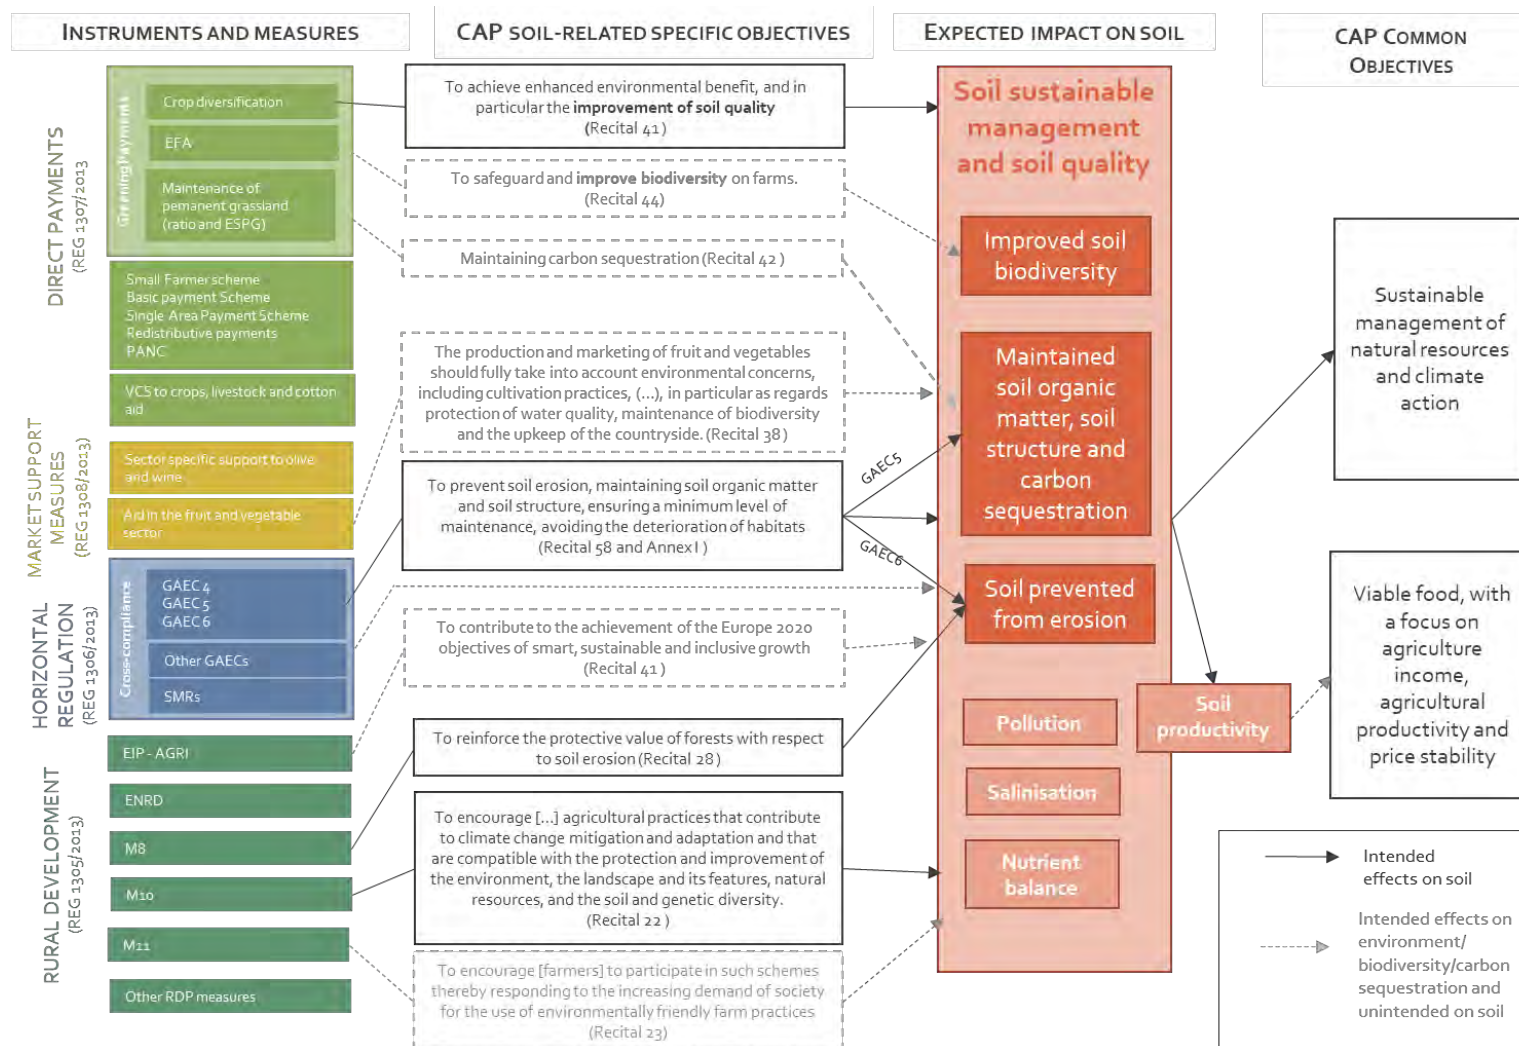 INSTRUMENTS AND MEASURES
CAP SOIL-RELATED SPECIFIC OBJECTIVES
EXPECTED IMPACT ON SOIL
CAP COMMON
OBJECTIVES
DIRECT PAYMENTS
(REG 1307/2013
Greening Payments
Crop diversification
EFA
Maintenance of
pemanent grassland
(ratio and ESPG)
Small Farmer scheme
Basic payment Scheme
Single Area Payment Scheme
Redistributive payments
PANC
VCS to crops, livestock and cotton
aid
MARKET SUPPORT
MEASURES
(REG 1308/2013)
Sector specific support to olive
and wine
Aid in the fruit and vegetable
sector
HORIZONTAL
REGULATION
(REG 1306/2013)
Cross-compliance
GAEC 4
GAEC 5
GAEC 6
Other GAECs
SMRs
RURAL DEVELOPMENT
(REG 1305/2013)
EIP - AGRI
ENRD
M8
M10
M11
Other RDP measures
To achieve enhanced environmental benefit, and in
particular the improvement of soil quality
(Recital 41)
To safeguard and improve biodiversity on farms.
(Recital 44)
Maintaining carbon sequestration (Recital 42 )
The production and marketing of fruit and vegetables
should fully take into account environmental concerns,
including cultivation practices, (...), in particular as regards
protection of water quality, maintenance of biodiversity
and the upkeep of the countryside. (Recital 38)
To prevent soil erosion, maintaining soil organic matter
and soil structure, ensuring a minimum level of
maintenance, avoiding the deterioration of habitats
(Recital 58 and Annex I )
To contribute to the achievement of the Europe 2020
objectives of smart, sustainable and inclusive growth
(Recital 41)
To reinforce the protective value of forests with respect
to soil erosion (Recital 28)
To encourage [...] agricultural practices that contribute
to climate change mitigation and adaptation and that
are compatible with the protection and improvement of
the environment, the landscape and its features, natural
resources, and the soil and genetic diversity.
(Recital 22 )
To encourage [farmers] to participate in such schemes
thereby responding to the increasing demand of society
for the use of environmentally friendly farm practices
(Recital 23)
GAEC5
GAEC6
Soil sustainable
management
and soil quality
Improved soil
biodiversity
Maintained
soil organic
matter, soil
structure and
carbon
sequestration
Soil prevented
from erosion
Pollution
Salinisation
Nutrient
balance
Soil
productivity
Sustainable
management of
natural resources
and climate
action
Viable food, with
a focus on
agriculture
income,
agricultural
productivity and
price stability
Intended
effects on soil
Intended effects on
environment/
biodiversity/carbon
sequestration and
unintended on soil